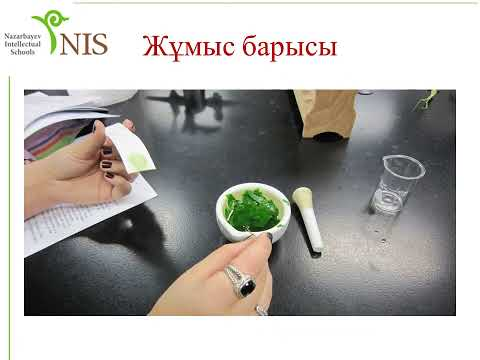 Nazarbayev
Intellectual
Schools
NIS
Жұмыс барысы